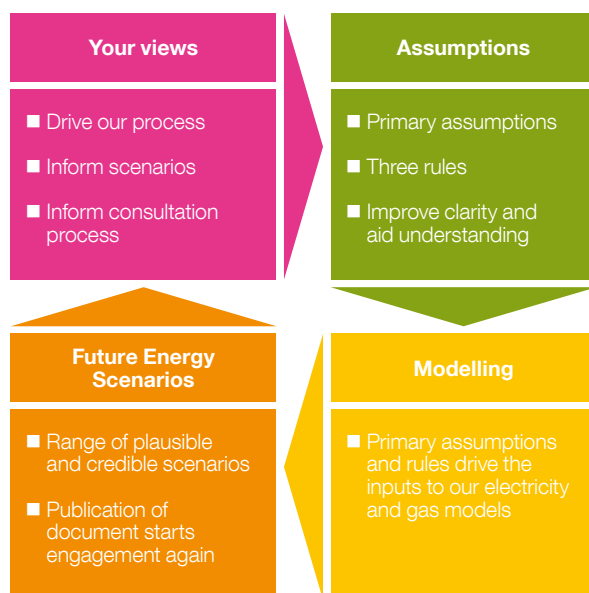 Your views
Drive our process
Inform scenarios
Inform consultation
process
Assumptions
Primary assumptions
Three rules
Improve clarity and
aid understanding
Future Energy
Scenarios
Range of plausible
and credible scenarios
Publication of
document starts
engagement again
Modelling
Primary assumptions
and rules drive the
inputs to our electricity
and gas models